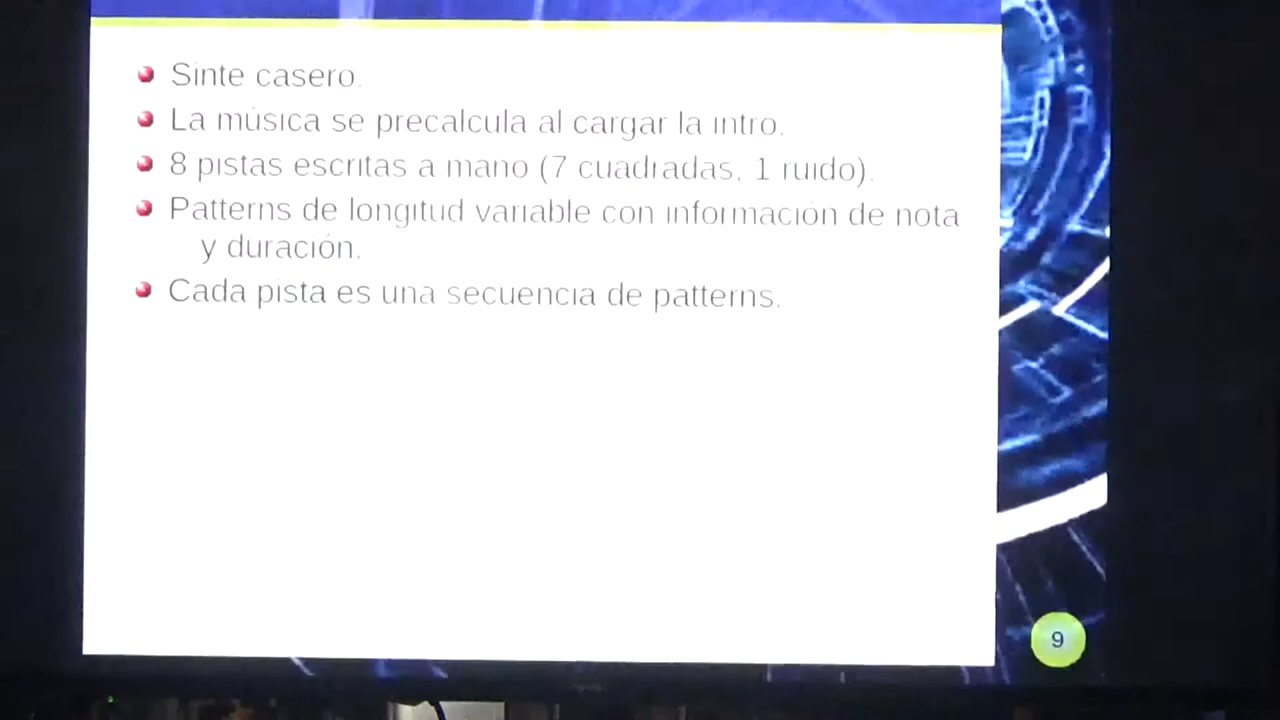 Sinte casero.
La música se precalcula al cargar la intro.
8 pistas escritas a mano (7 cuadradas, 1 ruido).
Patterns de longitud variable con información de nota
y duración.
Cada pista es una secuencia de patterns.
9